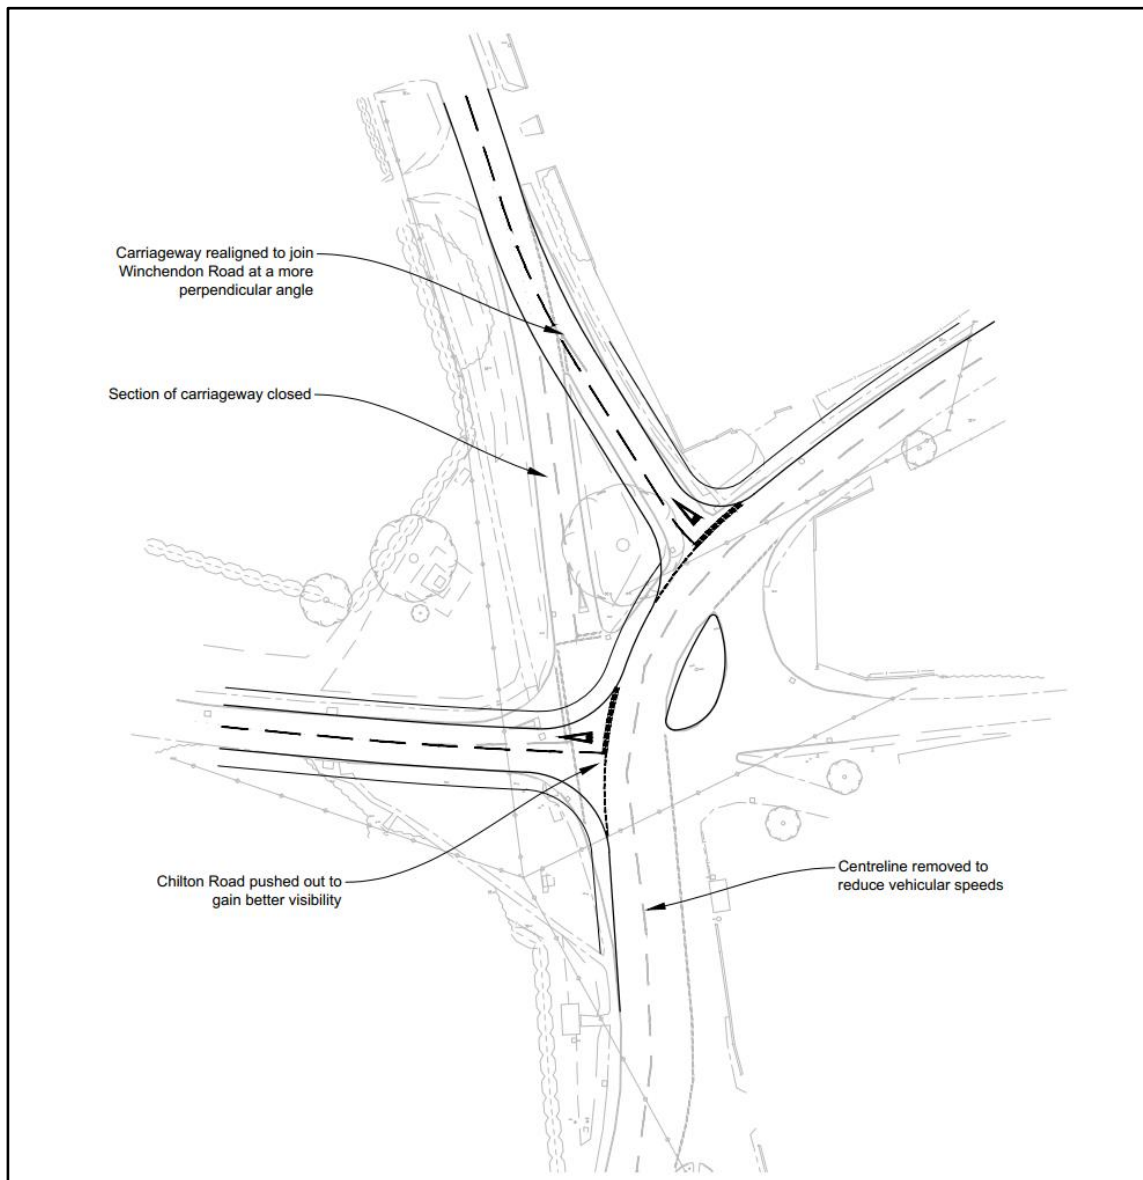 Carriageway realigned to join
Winchendon Road at a more
perpendicular angle
Section of carriageway closed
Chilton Road pushed out to
gain better visibility
Centreline removed to
reduce vehicular speeds